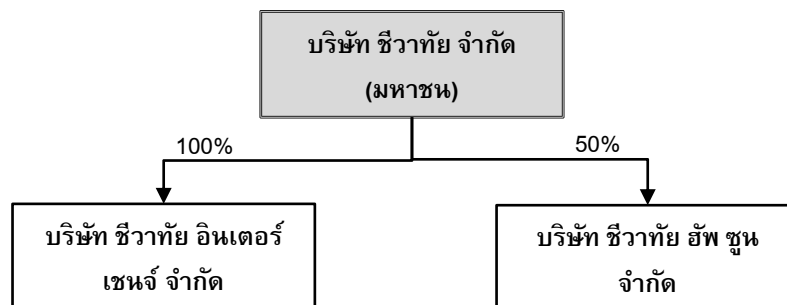 บริษัท ชีวาทัย จำกัด
(มหาชน)
100%
50%
บริษัท ชีวาทัย อินเตอร์
เชนจ์ จำกัด
บริษัท ชีวาทัย ฮัพ ซูน
จำกัด